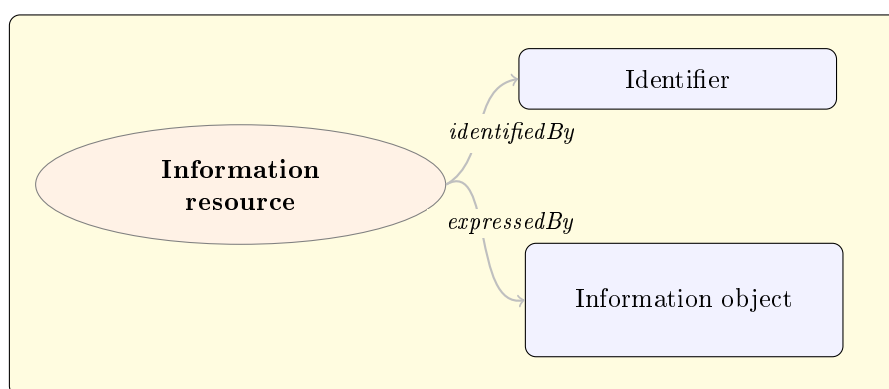 Identifier
identifiedBy
Information
resource
expressedBy
Information object